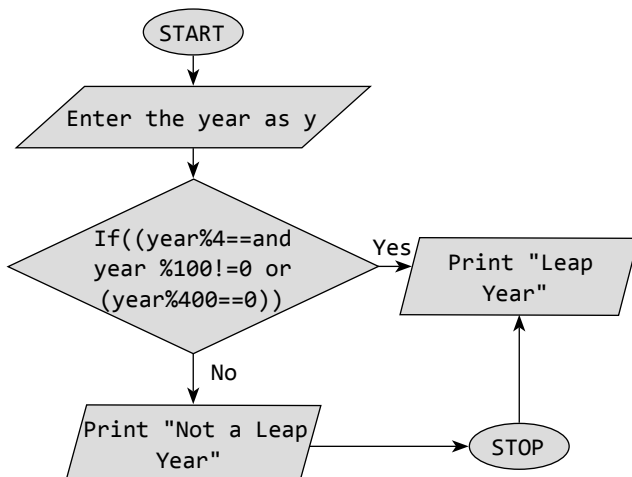 START
Enter the year as y
If((year%4==and
year %100!=0 or
(year%400==0))
Yes
Print "Leap
Year"
No
Print "Not a Leap
Year"
STOP